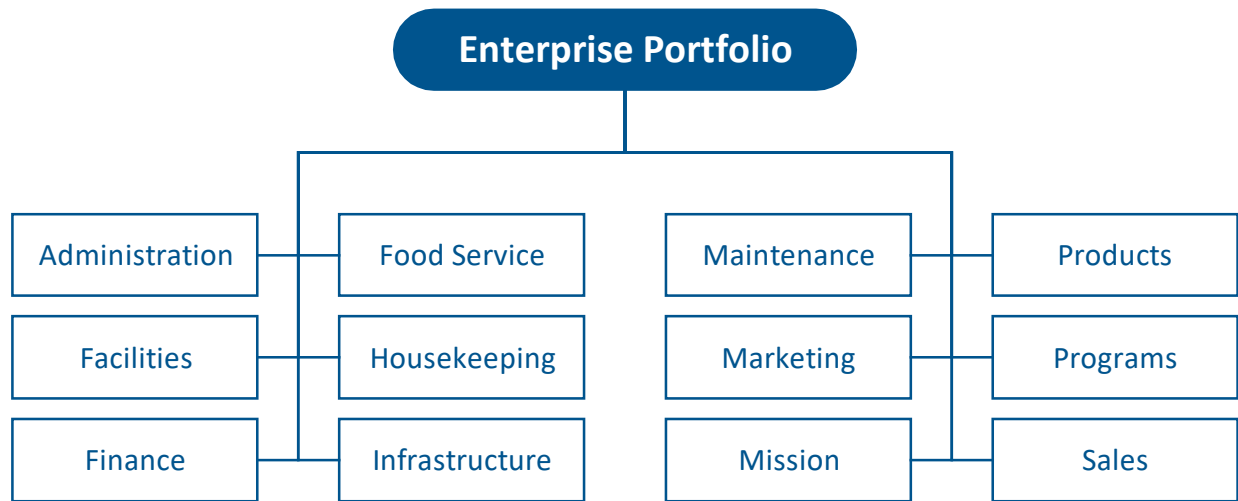 Enterprise Portfolio
Administration
Food Service
Maintenance
Products
Facilities
Housekeeping
Marketing
Programs
Finance
Infrastructure
Mission
Sales